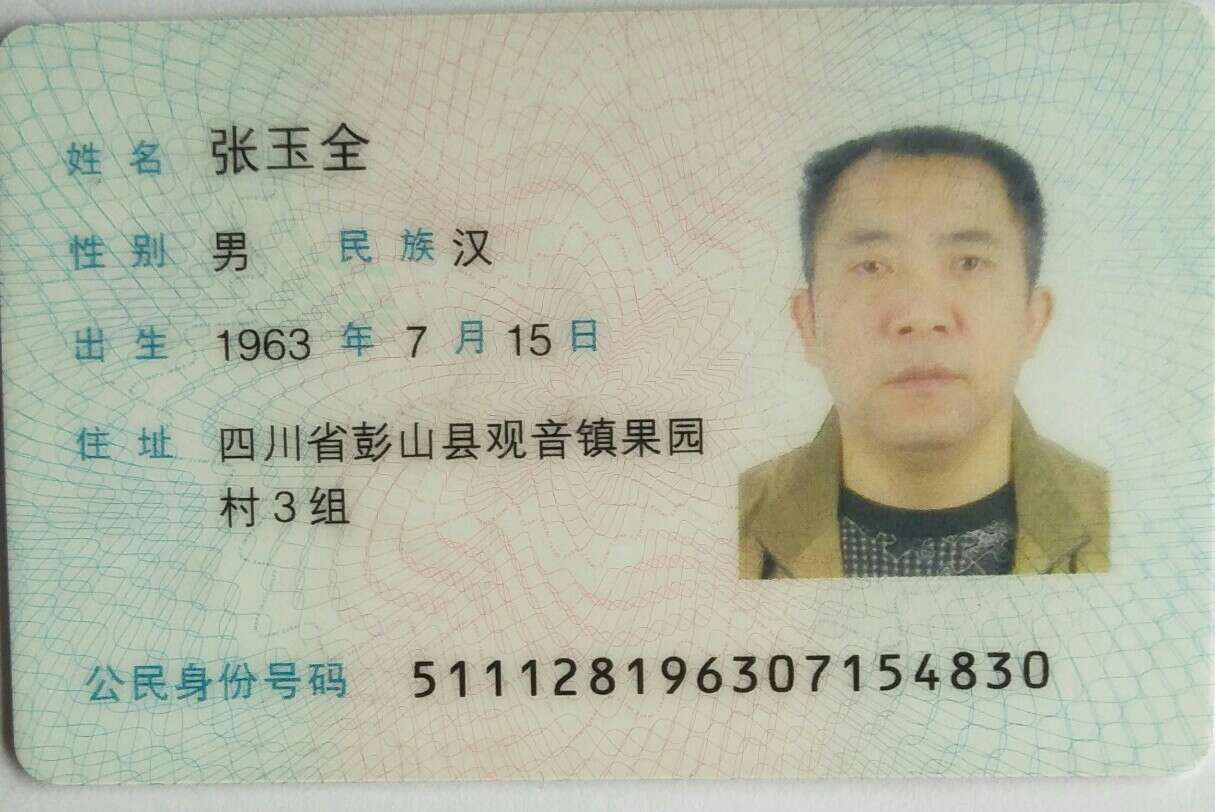 姓名 张玉全
性别 男 民族 汉
出生 1963 年 7 月 15 日
住址 四川省彭山县观音镇果园
村3组
公民身份号码 511128196307154830